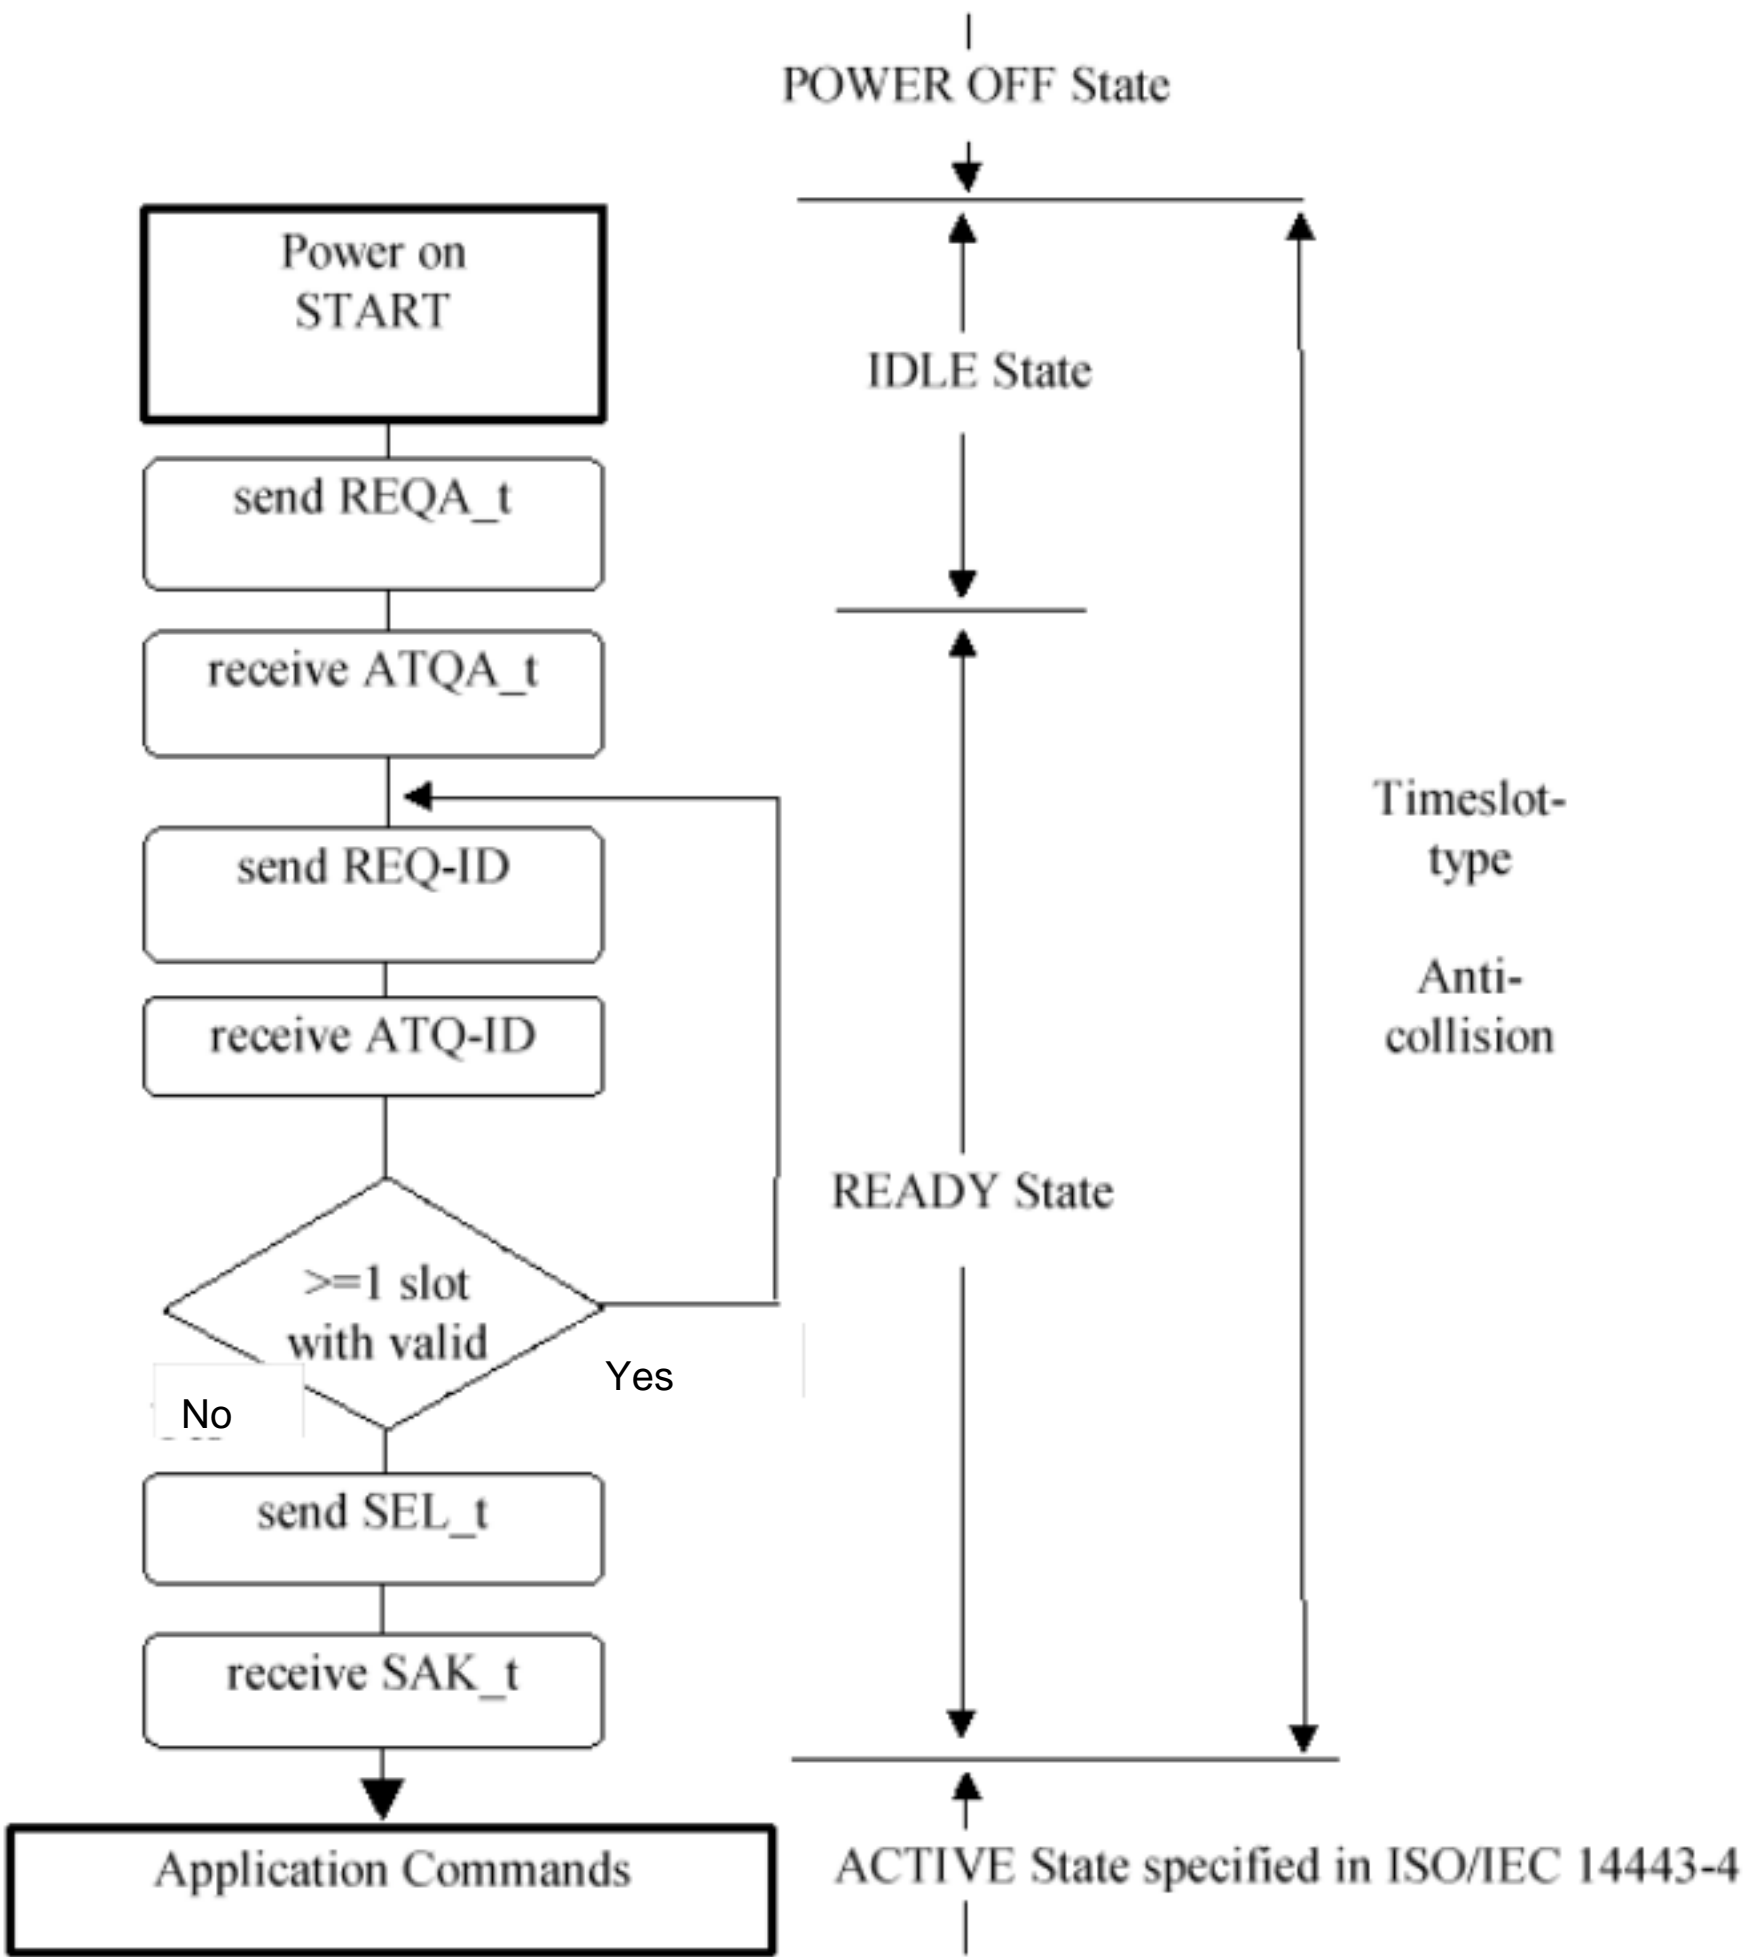 POWER OFF State
Power on
START
IDLE State
send REQA_t
receive ATQA_t
send REQ-ID
receive ATQ-ID
Timeslot-
type
Anti-
collision
READY State
>=1 slot
with valid
Yes
No
send SEL_t
receive SAK_t
Application Commands
ACTIVE State specified in ISO/IEC 14443-4